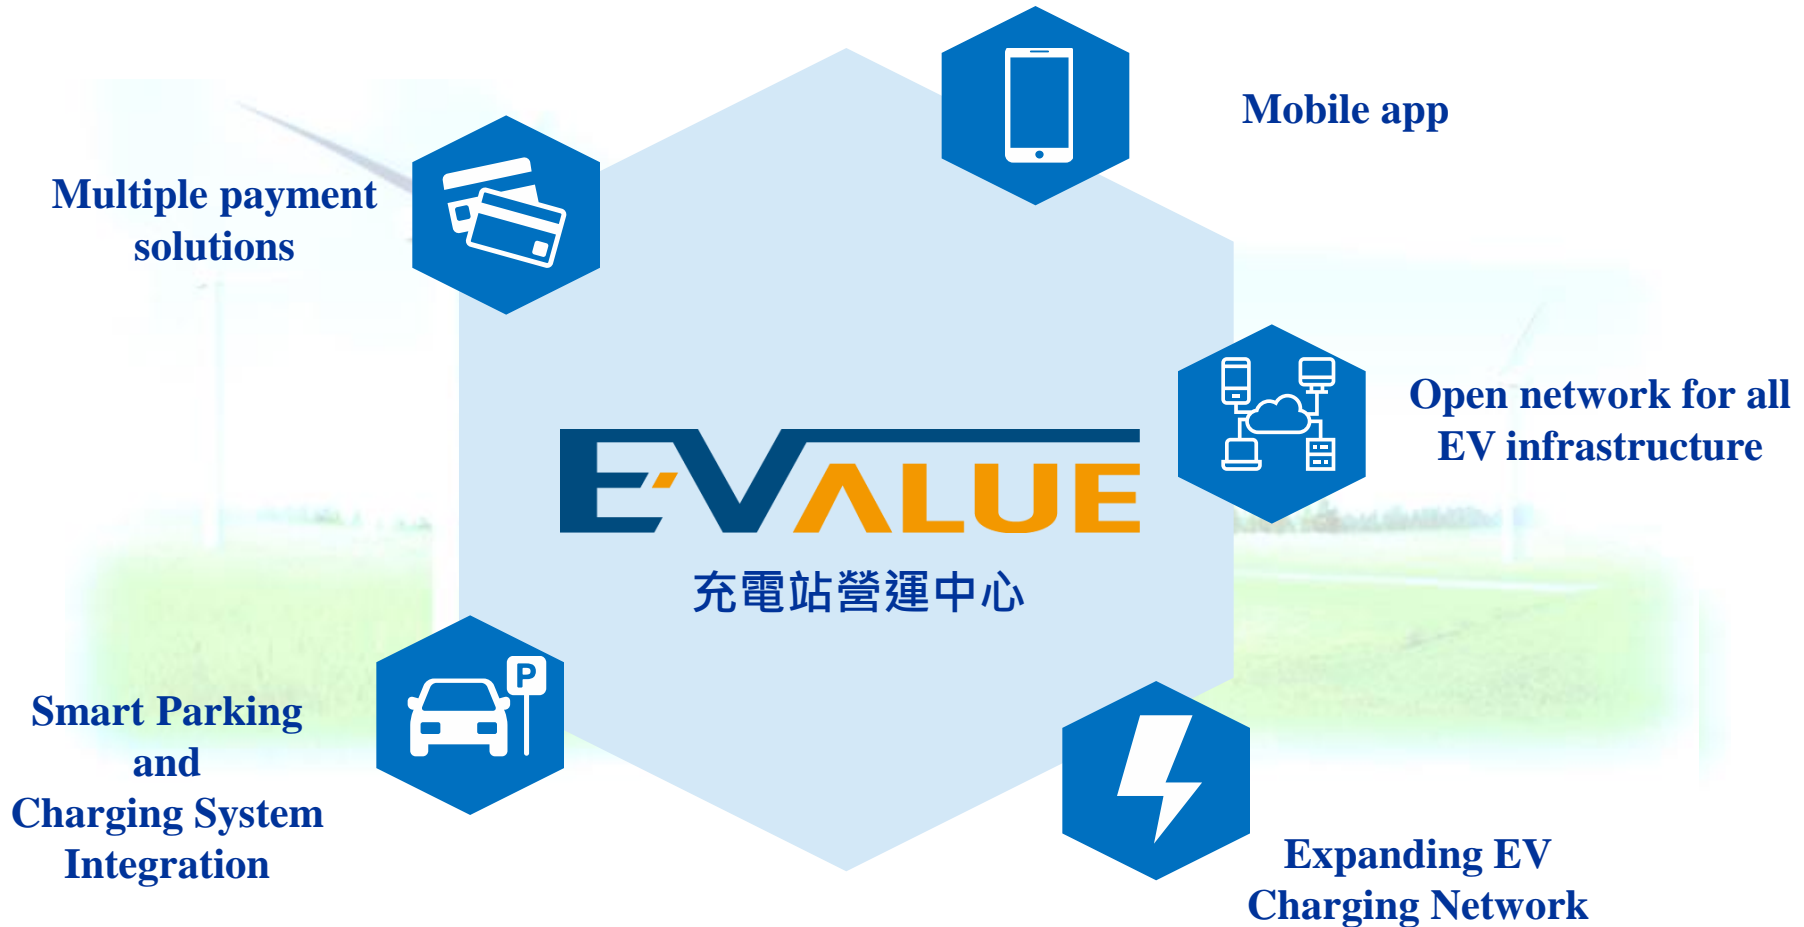 Mobile app
Multiple payment
solutions
Open network for all
EV infrastructure
E-VALUE
充電站營運中心
P
Smart Parking
and
Charging System
Integration
Expanding EV
Charging Network